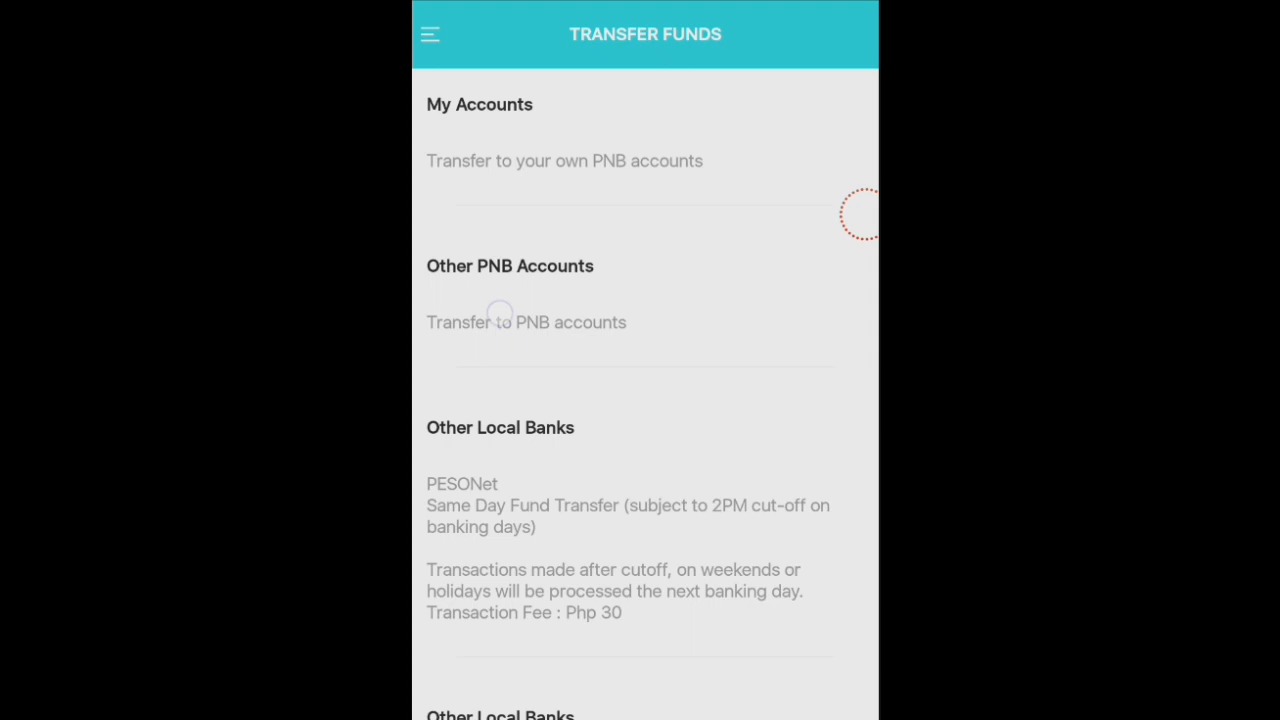 TRANSFER FUNDS
My Accounts
Transfer to your own PNB accounts
Other PNB Accounts
Transfer to PNB accounts
Other Local Banks
PESONet
Same Day Fund Transfer (subject to 2PM cut-off on
banking days)
Transactions made after cutoff, on weekends or
holidays will be processed the next banking day.
Transaction Fee : Php 30
Other Local Banks